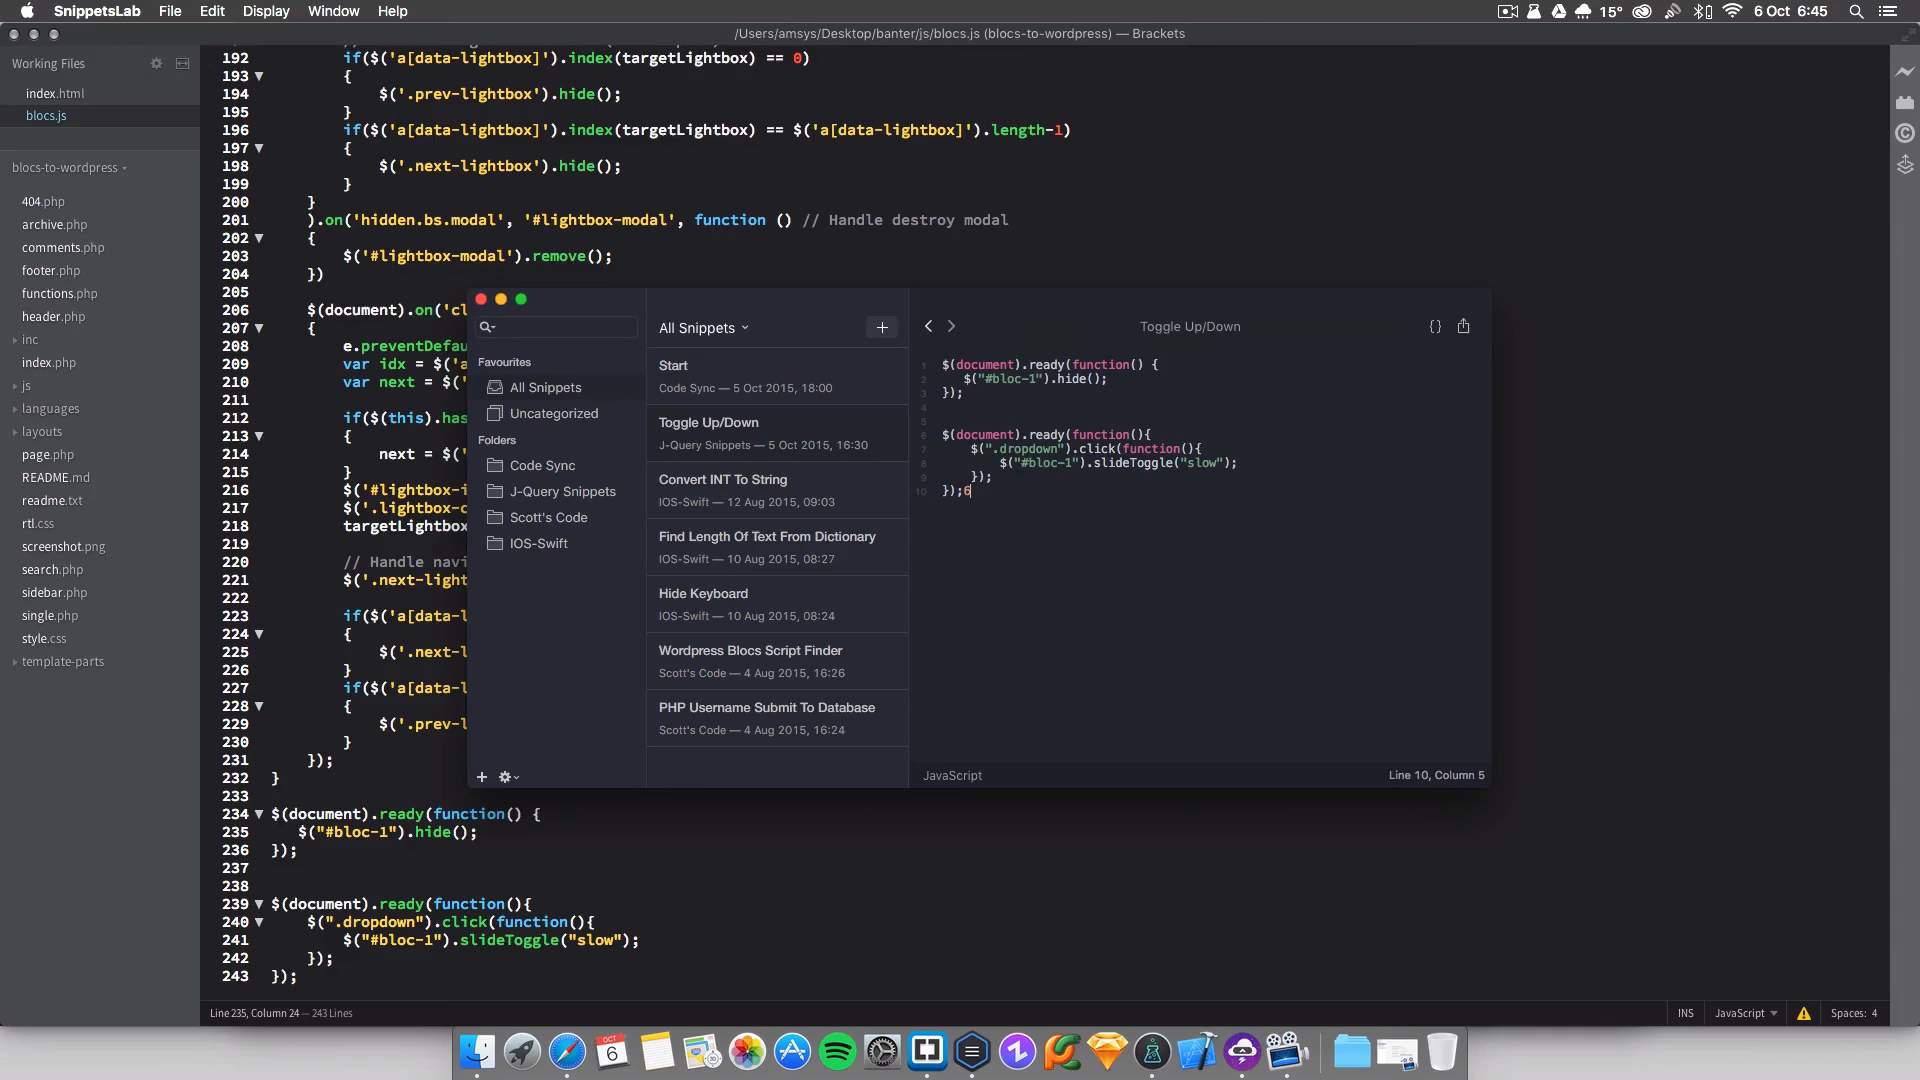 SnippetsLab File Edit Display Window Help
15° 6 Oct 6:45
/Users/amsys/Desktop/banter/js/blocs.js (blocs-to-wordpress) — Brackets
Working Files
index.html
blocs.js
blocs-to-wordpress
404.php
archive.php
comments.php
footer.php
functions.php
header.php
inc
index.php
js
languages
layouts
page.php
README.md
readme.txt
rtl.css
screenshot.png
search.php
sidebar.php
single.php
style.css
template-parts
192 if($('a[data-lightbox]').index(targetLightbox) == 0)
193 {
194 $('.prev-lightbox').hide();
195 }
196 if($('a[data-lightbox]').index(targetLightbox) == $('a[data-lightbox]').length-1)
197 {
198 $('.next-lightbox').hide();
199 }
200 }
201 ).on('hidden.bs.modal', '#lightbox-modal', function () // Handle destroy modal
202 {
203 $('#lightbox-modal').remove();
204 })
205
206 $(document).on('cl
207 {
208 e.preventDefau
209 var idx = $('a
210 var next = $('
211
212 if($(this).has
213 {
214 next = $('
215 }
216 $('#lightbox-i
217 $('.lightbox-c
218 targetLightbox
219
220 // Handle navi
221 $('.next-light
222
223 if($('a[data-l
224 {
225 $('.next-l
226 }
227 if($('a[data-l
228 {
229 $('.prev-l
230 }
231 });
232 }
233
234 $(document).ready(function() {
235 $("#bloc-1").hide();
236 });
237
238
239 $(document).ready(function(){
240 $(".dropdown").click(function(){
241 $("#bloc-1").slideToggle("slow");
242 });
243 });
Favourites
All Snippets
Uncategorized
Folders
Code Sync
J-Query Snippets
Scott's Code
IOS-Swift
All Snippets
Start
Code Sync — 5 Oct 2015, 18:00
Toggle Up/Down
J-Query Snippets — 5 Oct 2015, 16:30
Convert INT To String
IOS-Swift — 12 Aug 2015, 09:03
Find Length Of Text From Dictionary
IOS-Swift — 10 Aug 2015, 08:27
Hide Keyboard
IOS-Swift — 10 Aug 2015, 08:24
Wordpress Blocs Script Finder
Scott's Code — 4 Aug 2015, 16:26
PHP Username Submit To Database
Scott's Code — 4 Aug 2015, 16:24
Toggle Up/Down {}
1 $(document).ready(function() {
2 $("#bloc-1").hide();
3 });
4
5
6 $(document).ready(function(){
7 $(".dropdown").click(function(){
8 $("#bloc-1").slideToggle("slow");
9 });
10 });6
JavaScript Line 10, Column 5
Line 235, Column 24 — 243 Lines
INS JavaScript Spaces: 4
OCT
6